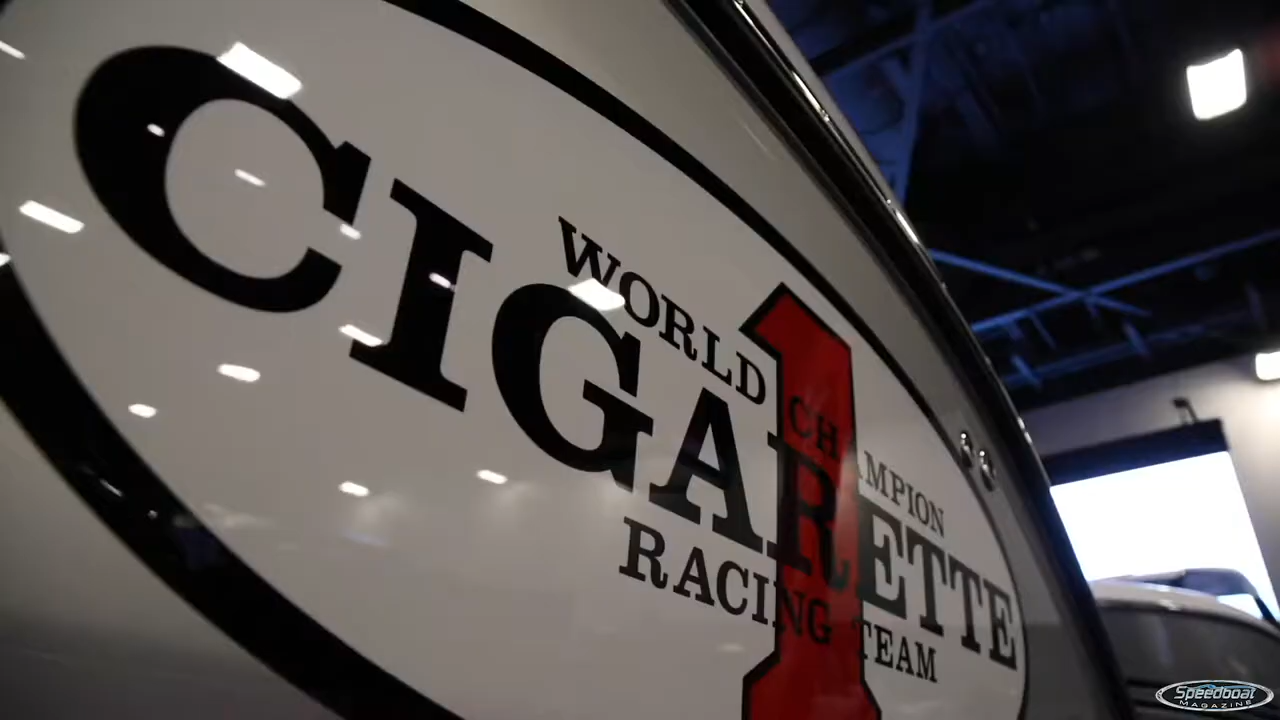 WORLD CHAMPION
CIGARETTE
RACING TEAM
1
Speedboat
MAGAZINE